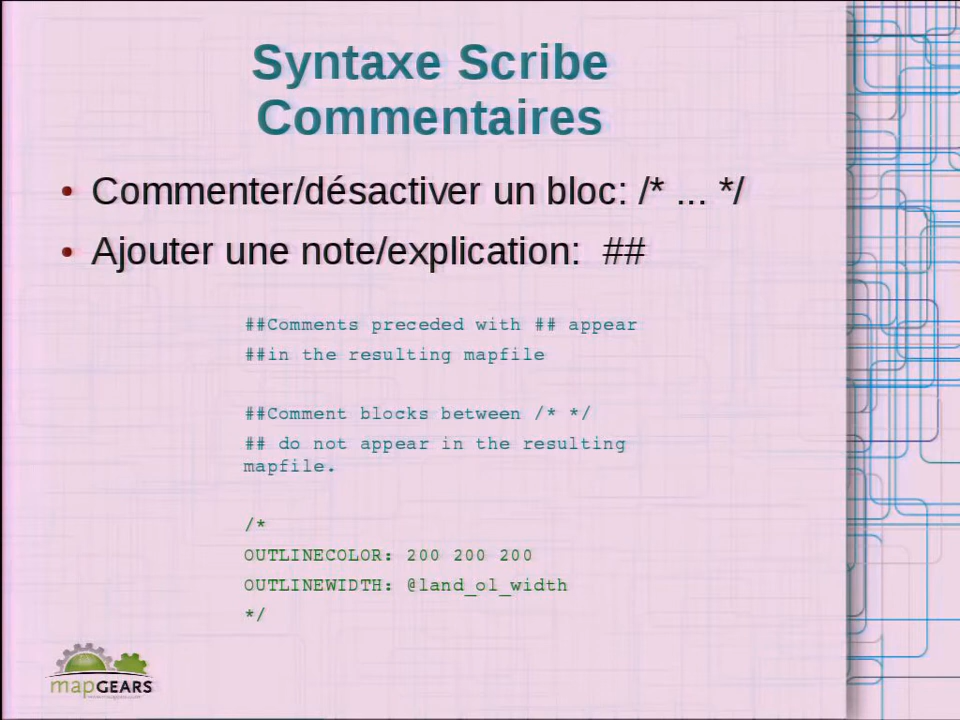 Syntaxe Scribe
Commentaires
• Commenter/désactiver un bloc: /* ... */
• Ajouter une note/explication: ##
##Comments preceded with ## appear
##in the resulting mapfile
##Comment blocks between /* */
## do not appear in the resulting
mapfile.
/*
OUTLINECOLOR: 200 200 200
OUTLINEWIDTH: @land_ol_width
*/
mapGEARS